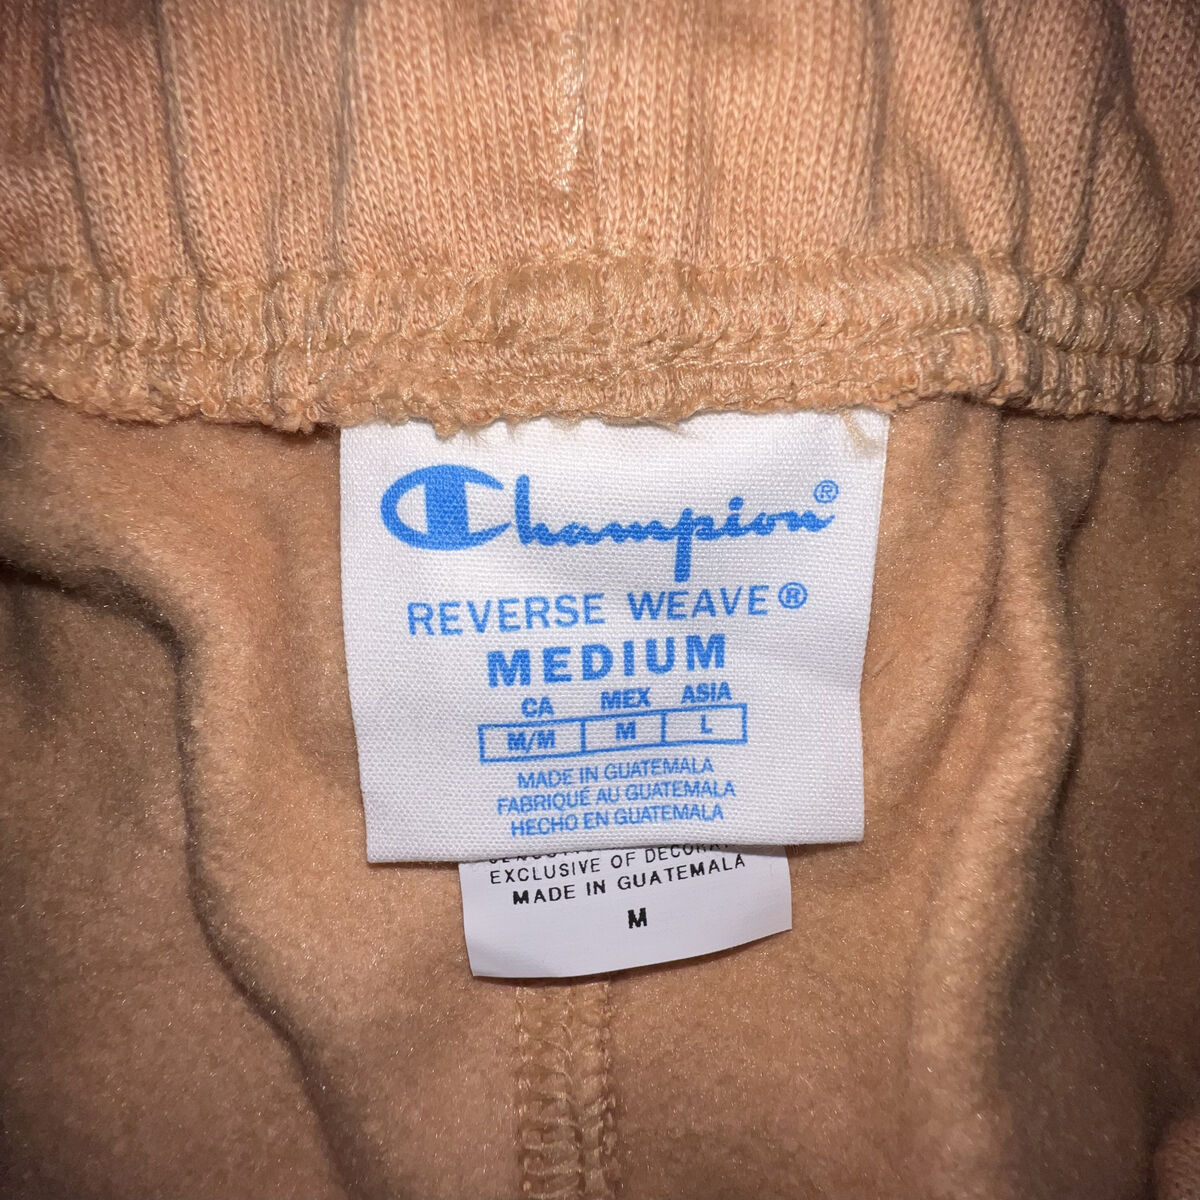 Champion®
REVERSE WEAVE®
MEDIUM
CA MEX ASIA
M/M M L
MADE IN GUATEMALA
FABRIQUÉ AU GUATEMALA
HECHO EN GUATEMALA
EXCLUSIVE OF
MADE IN GUATEMALA
M